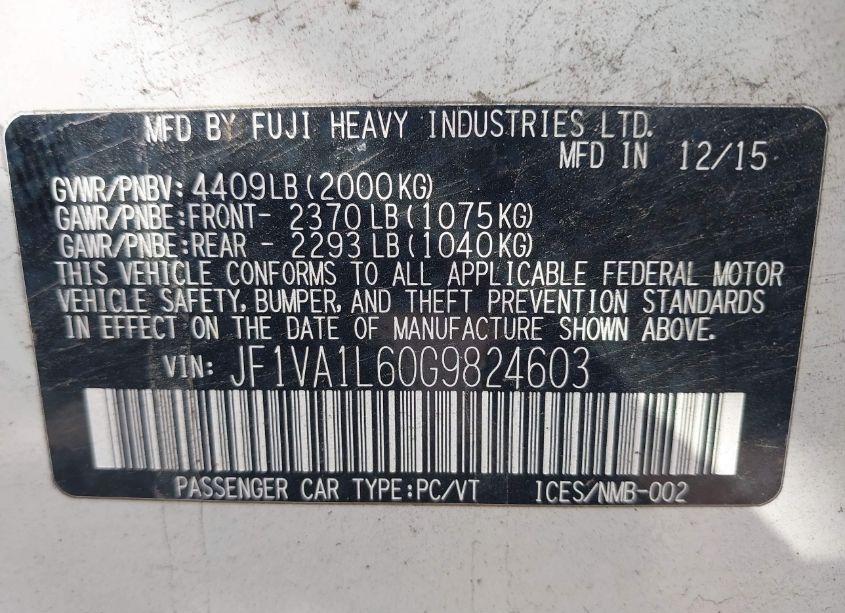 MFD BY FUJI HEAVY INDUSTRIES LTD.
MFD IN 12/15
GVWR/PNBV: 4409LB(2000KG)
GAWR/PNBE:FRONT- 2370 LB(1075KG)
GAWR/PNBE:REAR - 2293 LB(1040KG)
THIS VEHICLE CONFORMS TO ALL APPLICABLE FEDERAL MOTOR
VEHICLE SAFETY, BUMPER, AND THEFT PREVENTION STANDARDS
IN EFFECT ON THE DATE OF MANUFACTURE SHOWN ABOVE.
VIN: JF1VA1L60G9824603
PASSENGER CAR TYPE:PC/VT ICES/NMB-002